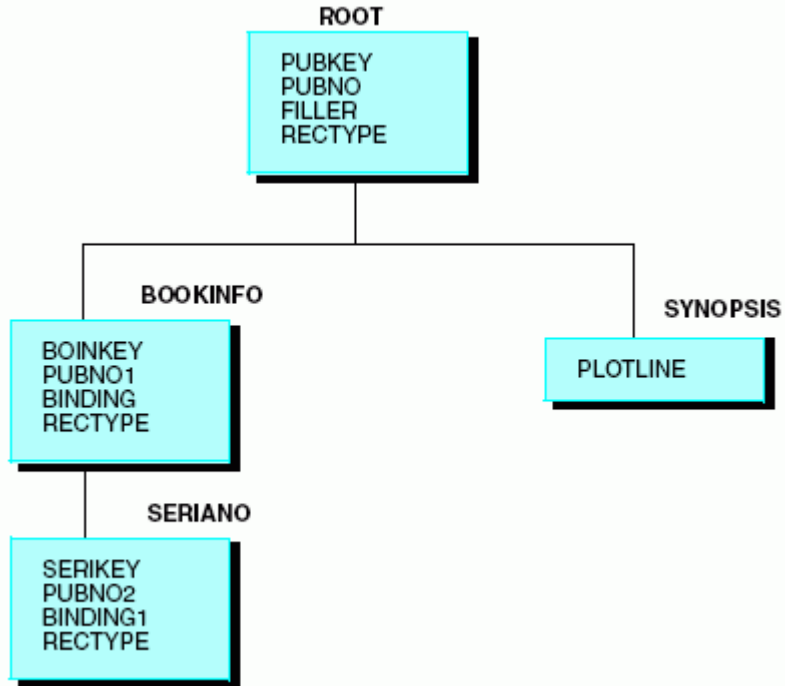 ROOT
PUBKEY
PUBNO
FILLER
RECTYPE
BOOKINFO
BOINKEY
PUBNO1
BINDING
RECTYPE
SYNOPSIS
PLOTLINE
SERIANO
SERIKEY
PUBNO2
BINDING1
RECTYPE